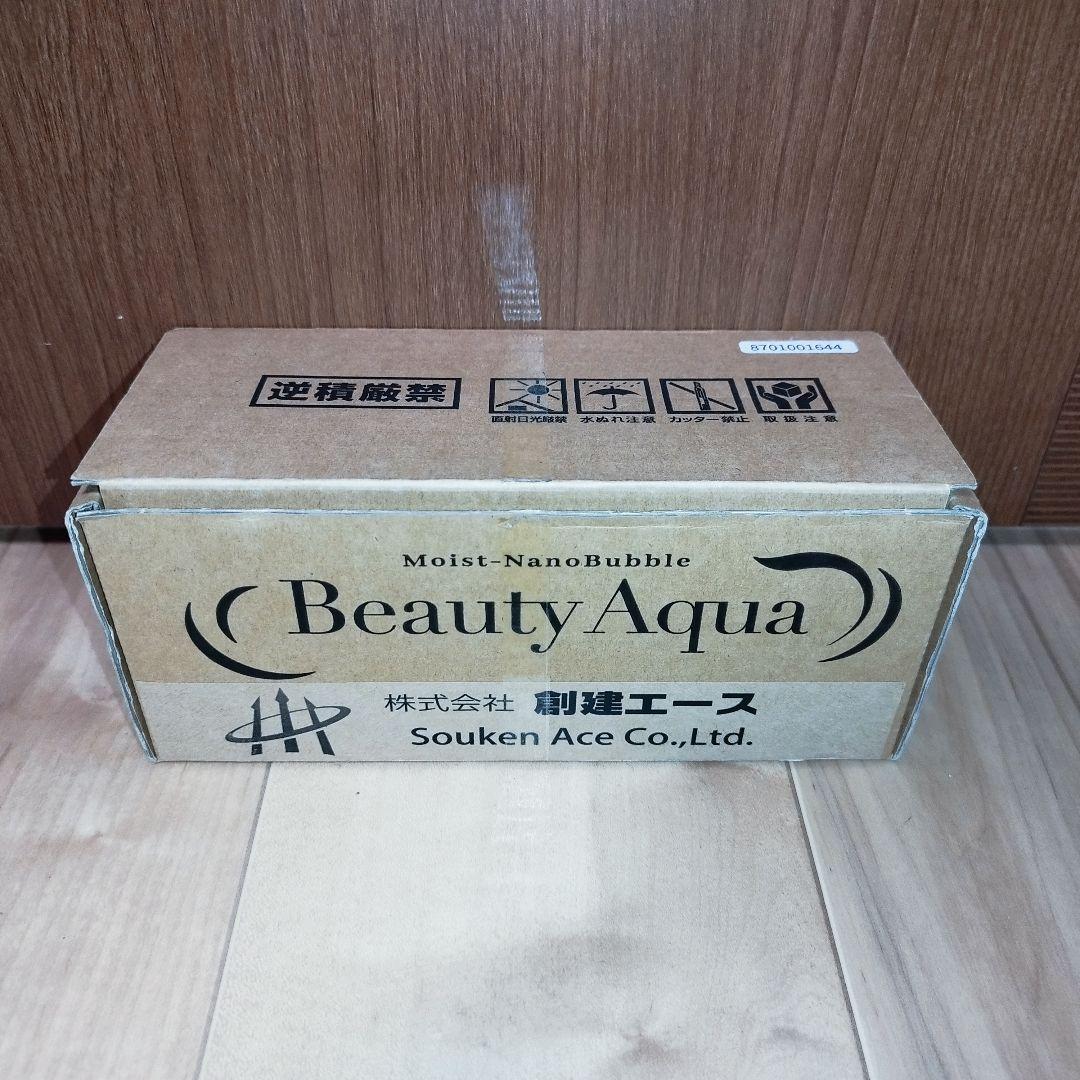 8701001644
逆積厳禁
直射日光厳禁 水ぬれ注意 カッター禁止 取扱注意
Moist-NanoBubble
Beauty Aqua
株式会社 創建エース
Souken Ace Co.,Ltd.